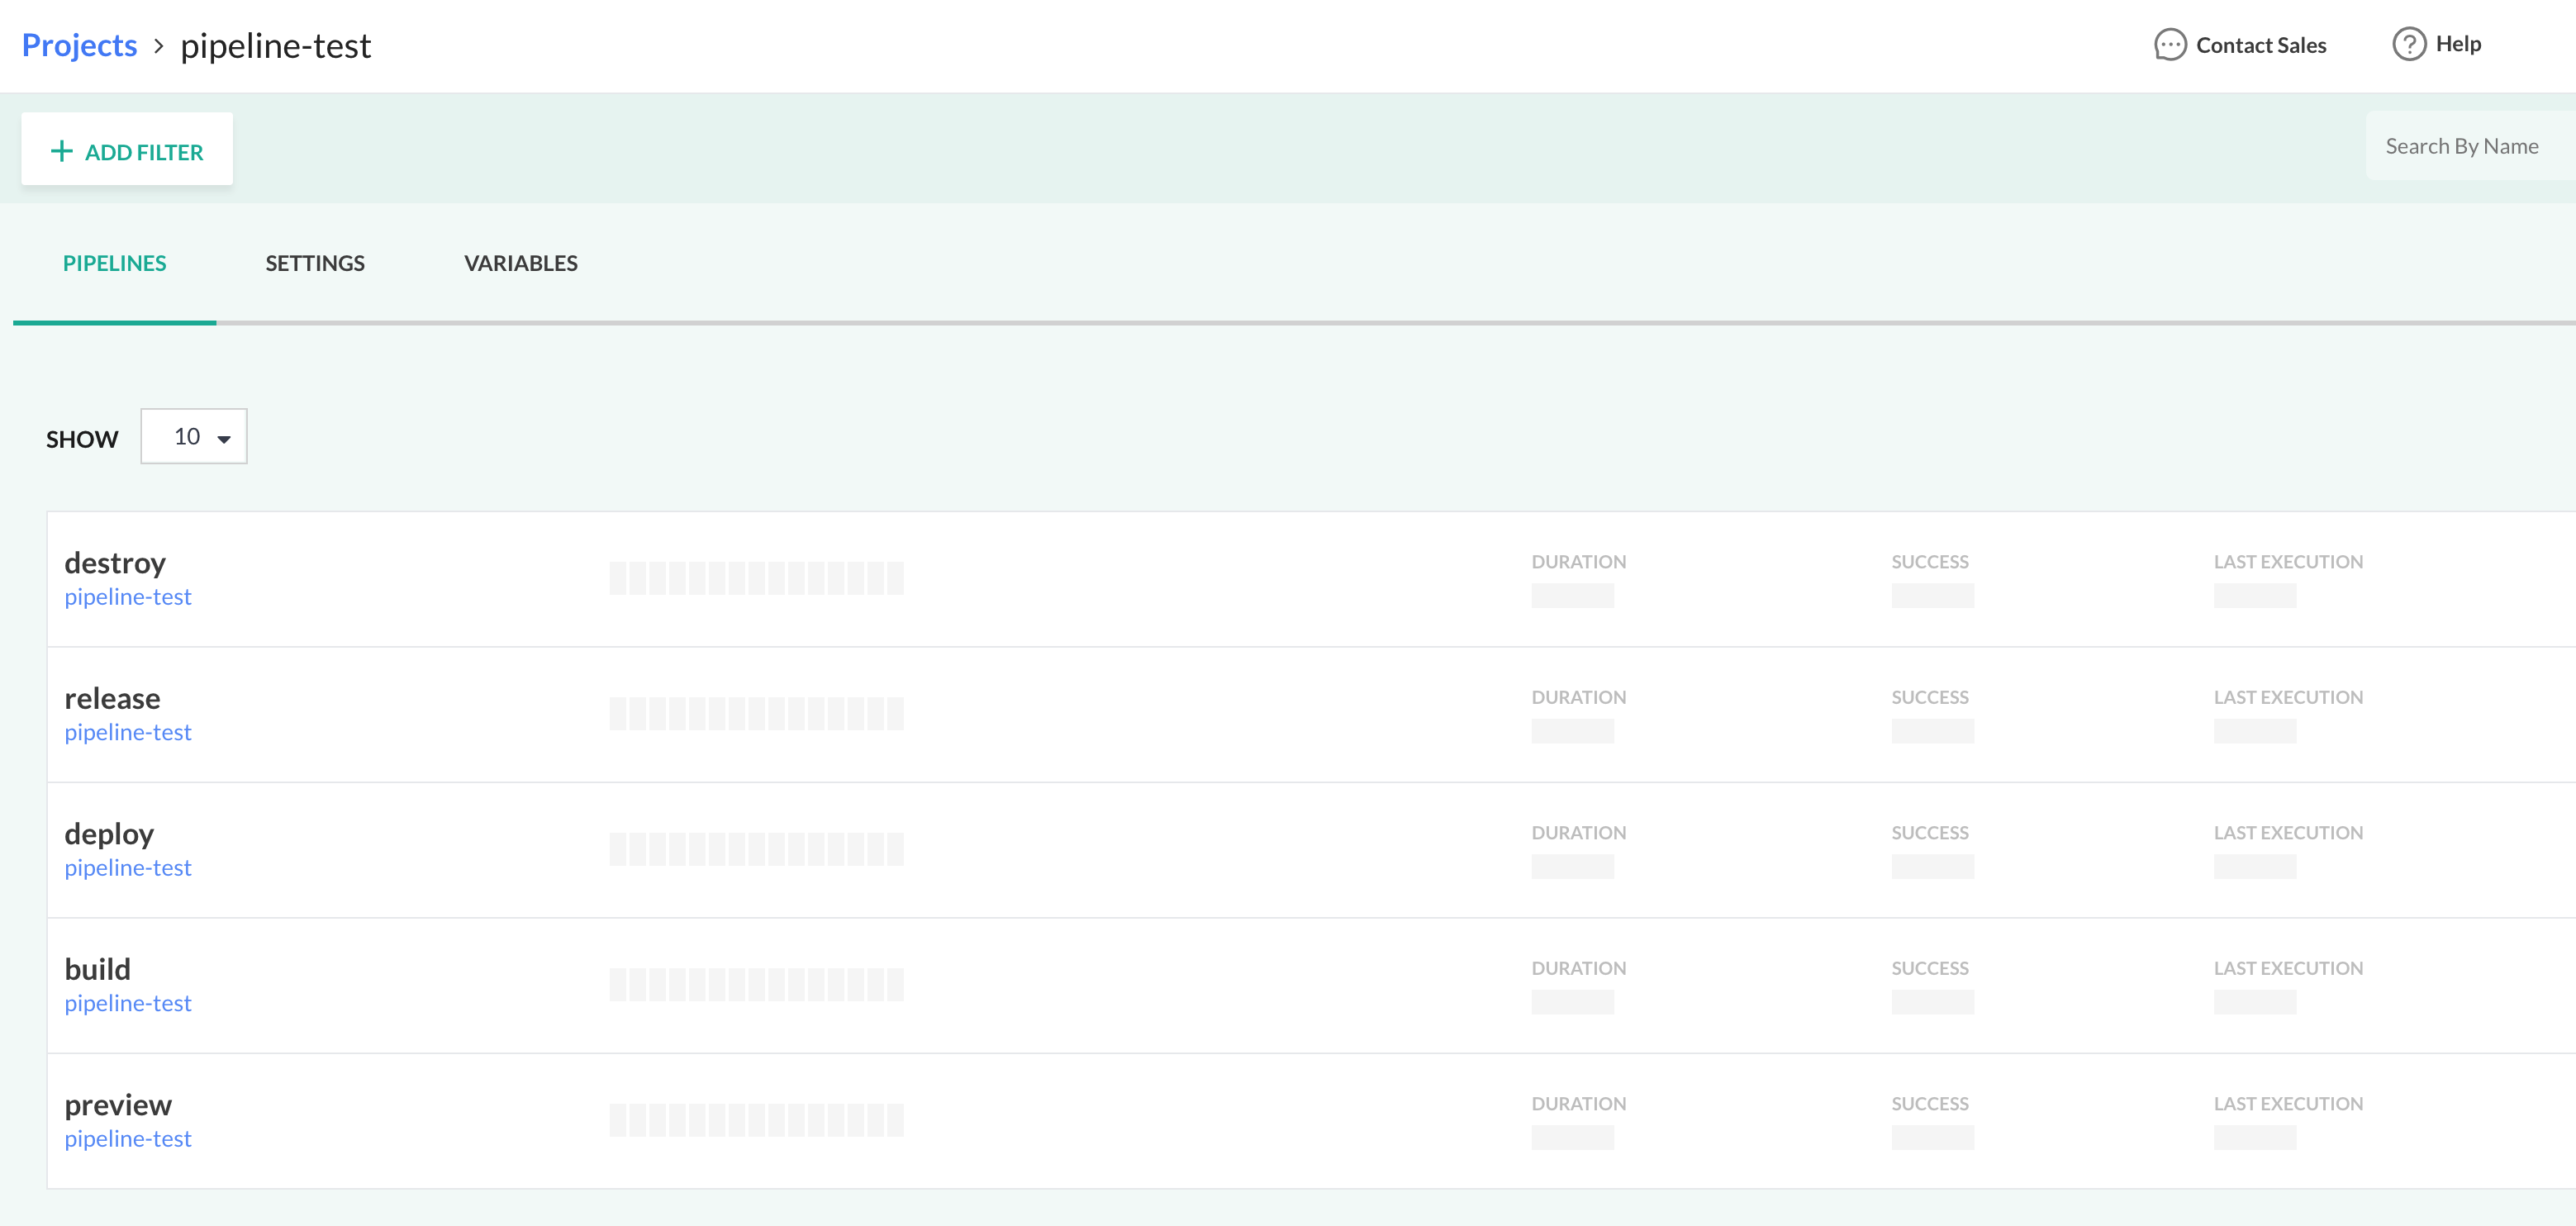 Projects > pipeline-test
Contact Sales
Help
ADD FILTER
Search By Name
PIPELINES
SETTINGS
VARIABLES
SHOW
10
destroy
pipeline-test
DURATION
SUCCESS
LAST EXECUTION
release
pipeline-test
DURATION
SUCCESS
LAST EXECUTION
deploy
pipeline-test
DURATION
SUCCESS
LAST EXECUTION
build
pipeline-test
DURATION
SUCCESS
LAST EXECUTION
preview
pipeline-test
DURATION
SUCCESS
LAST EXECUTION